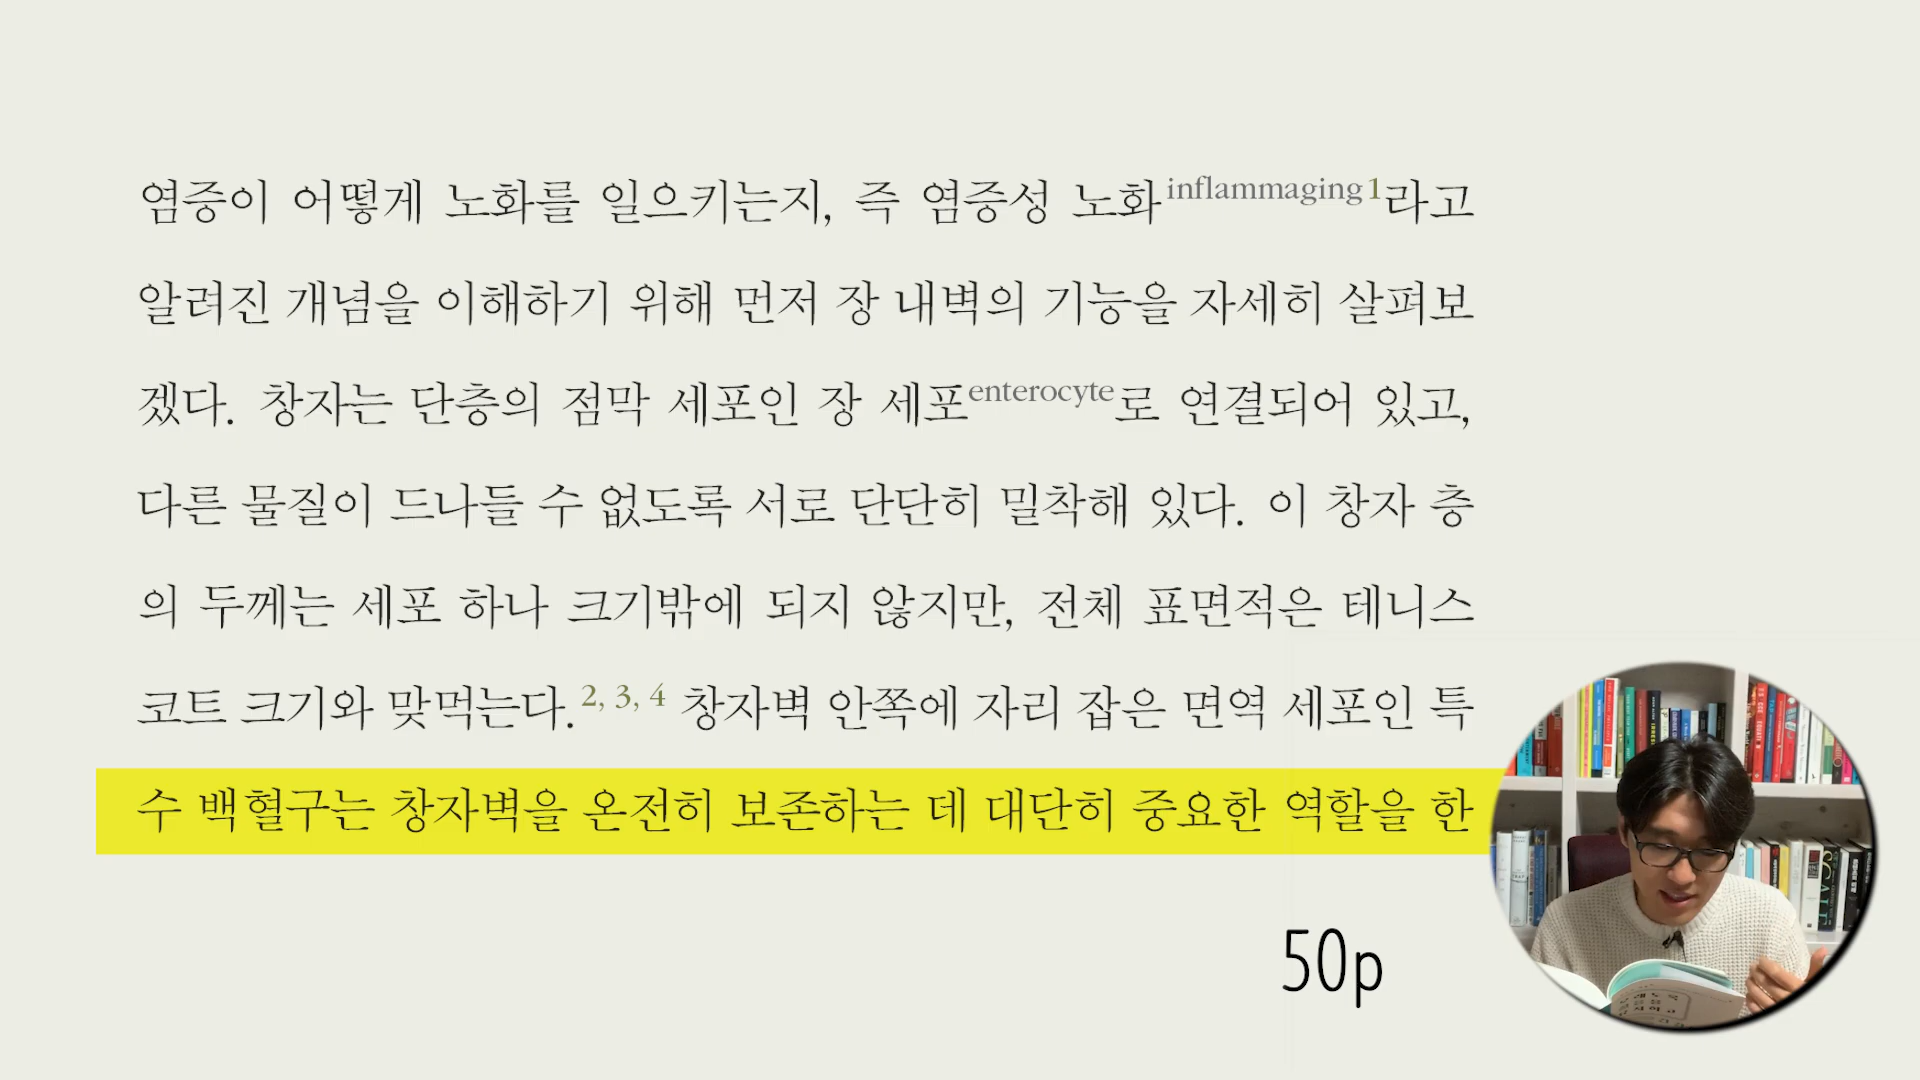 염증이 어떻게 노화를 일으키는지, 즉 염증성 노화inflammaging1라고
알려진 개념을 이해하기 위해 먼저 장 내벽의 기능을 자세히 살펴보
겠다. 창자는 단층의 점막 세포인 장 세포enterocyte로 연결되어 있고,
다른 물질이 드나들 수 없도록 서로 단단히 밀착해 있다. 이 창자 층
의 두께는 세포 하나 크기밖에 되지 않지만, 전체 표면적은 테니스
코트 크기와 맞먹는다.2, 3, 4 창자벽 안쪽에 자리 잡은 면역 세포인 특
수 백혈구는 창자벽을 온전히 보존하는 데 대단히 중요한 역할을 한
50p